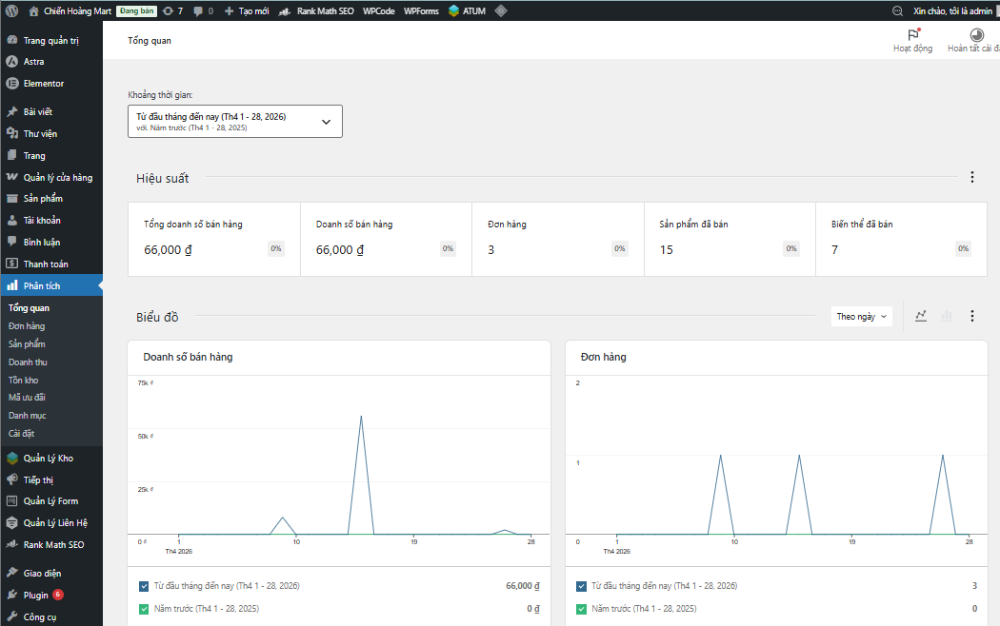 Chiến Hoàng Mart Đang bán 7 0 Tạo mới Rank Math SEO WPCode WPForms ATUM Xin chào, tôi là admin
Trang quản trị
Astra
Elementor
Bài viết
Thư viện
Trang
Quản lý cửa hàng
Sản phẩm
Tài khoản
Bình luận
Thanh toán
Phân tích
Tổng quan
Đơn hàng
Sản phẩm
Doanh thu
Tồn kho
Mã ưu đãi
Danh mục
Cài đặt
Quản Lý Kho
Tiếp thị
Quản Lý Form
Quản Lý Liên Hệ
Rank Math SEO
Giao diện
Plugin 6
Công cụ
Tổng quan
Hoạt động
Hoàn tất cài đặ
Khoảng thời gian:
Từ đầu tháng đến nay (Th4 1 - 28, 2026)
với. Năm trước (Th4 1 - 28, 2025)
Hiệu suất
Tổng doanh số bán hàng
66,000 ₫ 0%
Doanh số bán hàng
66,000 ₫ 0%
Đơn hàng
3 0%
Sản phẩm đã bán
15 0%
Biến thể đã bán
7 0%
Biểu đồ
Theo ngày
Doanh số bán hàng
75k ₫
50k ₫
25k ₫
0 ₫
1 10 19 28
Th4 2026
Từ đầu tháng đến nay (Th4 1 - 28, 2026) 66,000 ₫
Năm trước (Th4 1 - 28, 2025) 0 ₫
Đơn hàng
2
1
0
1 10 19 28
Th4 2026
Từ đầu tháng đến nay (Th4 1 - 28, 2026) 3
Năm trước (Th4 1 - 28, 2025) 0